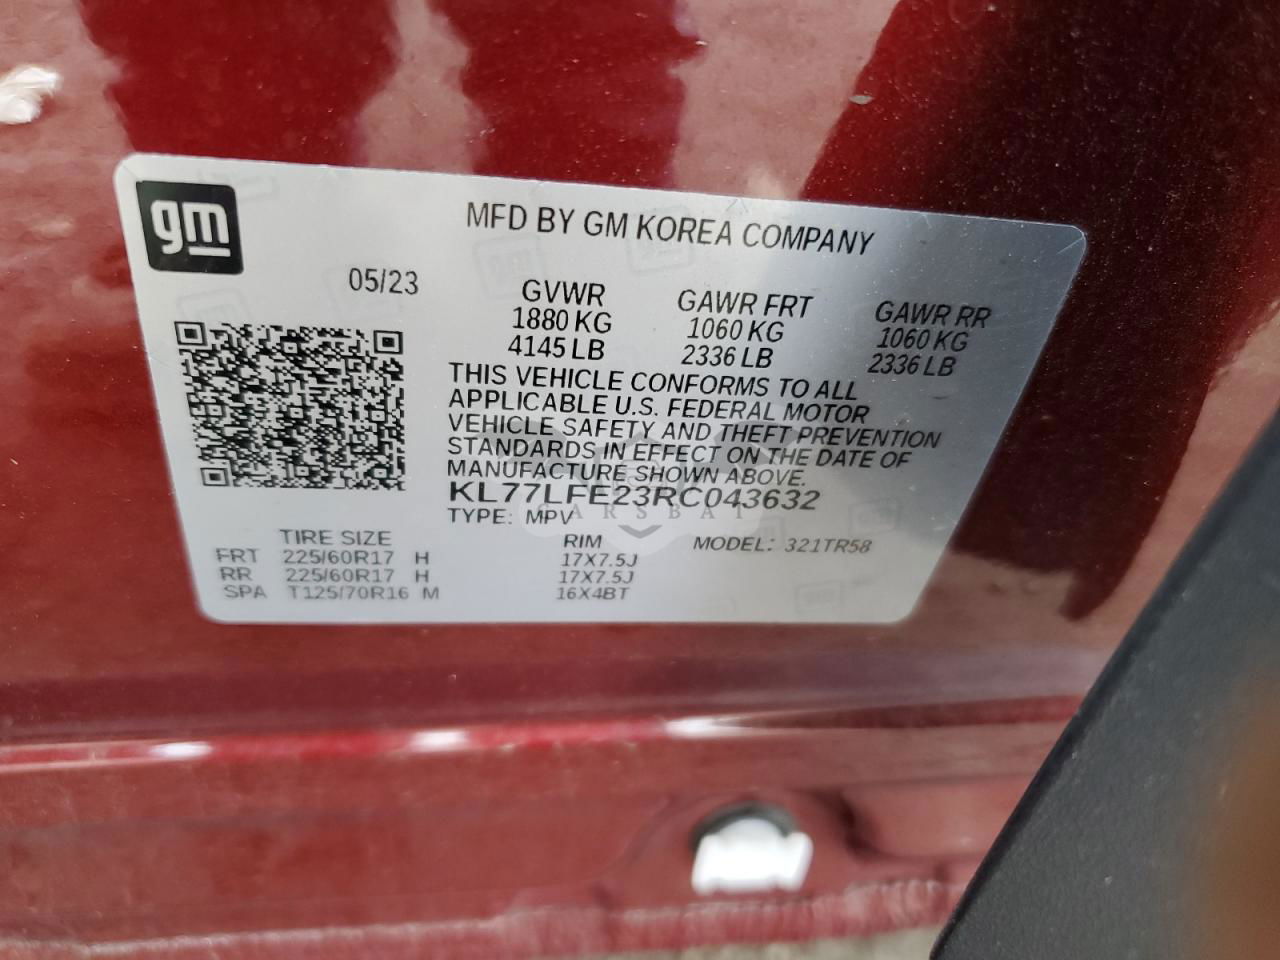 gm
MFD BY GM KOREA COMPANY
05/23
GVWR GAWR FRT GAWR RR
1880 KG 1060 KG 1060 KG
4145 LB 2336 LB 2336 LB
THIS VEHICLE CONFORMS TO ALL
APPLICABLE U.S. FEDERAL MOTOR
VEHICLE SAFETY AND THEFT PREVENTION
STANDARDS IN EFFECT ON THE DATE OF
MANUFACTURE SHOWN ABOVE.
KL77LFE23RC043632
CARSBAT
TYPE: MPV
TIRE SIZE RIM MODEL: 321TR58
FRT 225/60R17 H 17X7.5J
RR 225/60R17 H 17X7.5J
SPA T125/70R16 M 16X4BT